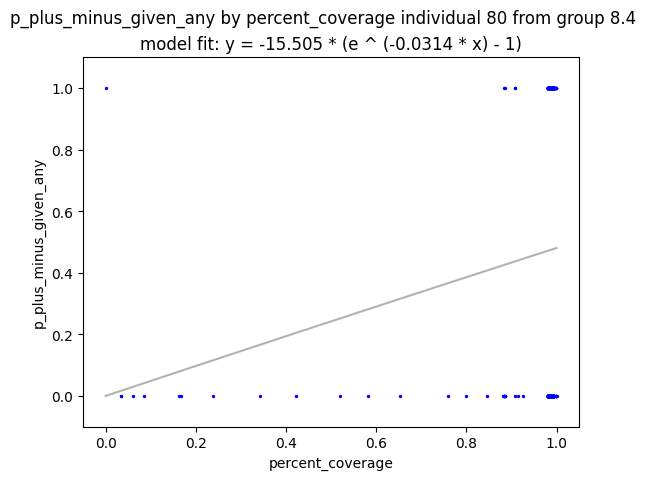 p_plus_minus_given_any by percent_coverage individual 80 from group 8.4
model fit: y = -15.505 * (e ^ (-0.0314 * x) - 1)
p_plus_minus_given_any
1.0
0.8
0.6
0.4
0.2
0.0
0.0 0.2 0.4 0.6 0.8 1.0
percent_coverage